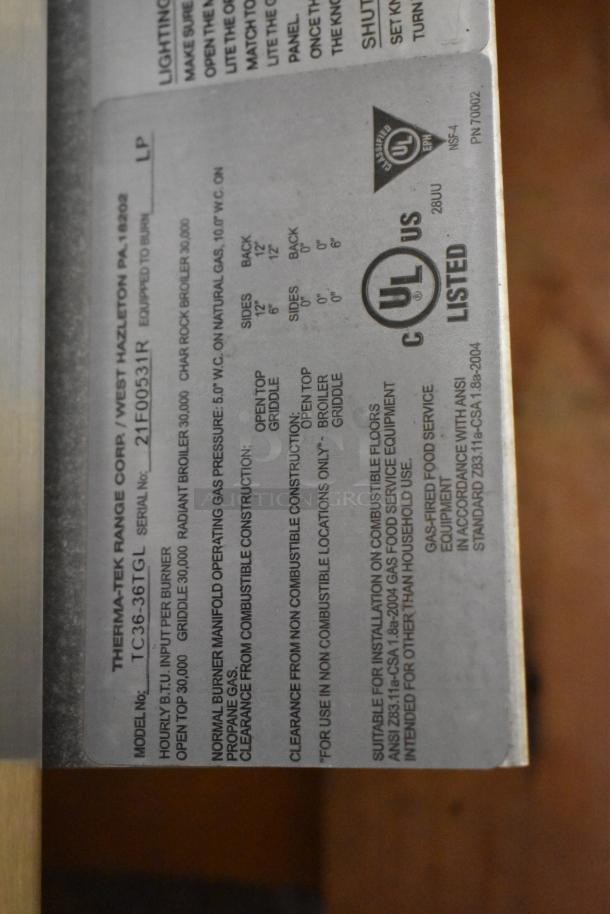 LIGHTING
MAKE SURE
OPEN THE
LITE THE
MATCH TO
LITE THE
PANEL.
ONCE TH
THE KNO
SHUT
SET KN
TURN
THERMA-TEK RANGE CORP. / WEST HAZLETON PA.18202
MODEL No: TC36-36TGL SERIAL No: 21F00531R EQUIPPED TO BURN LP
HOURLY B.T.U. INPUT PER BURNER
OPEN TOP 30,000 GRIDDLE 30,000 RADIANT BROILER 30,000 CHAR ROCK BROILER 30,000
NORMAL BURNER MANIFOLD OPERATING GAS PRESSURE: 5.0" W.C. ON NATURAL GAS, 10.0" W.C. ON
PROPANE GAS.
CLEARANCE FROM COMBUSTIBLE CONSTRUCTION: SIDES BACK
OPEN TOP 12" 12"
GRIDDLE 6" 12"
CLEARANCE FROM NON COMBUSTIBLE CONSTRUCTION: SIDES BACK
OPEN TOP 0" 0"
"FOR USE IN NON COMBUSTIBLE LOCATIONS ONLY"- BROILER 0" 0"
GRIDDLE 0" 6"
SUITABLE FOR INSTALLATION ON COMBUSTIBLE FLOORS
ANSI Z83.11a-CSA 1.8a-2004 GAS FOOD SERVICE EQUIPMENT
INTENDED FOR OTHER THAN HOUSEHOLD USE.
GAS-FIRED FOOD SERVICE
EQUIPMENT
IN ACCORDANCE WITH ANSI
STANDARD Z83.11a-CSA 1.8a-2004
C UL ® US
LISTED
28UU
CLASSIFIED
UL
EPH
NSF-4
PN 70002
AUCTION GROUP